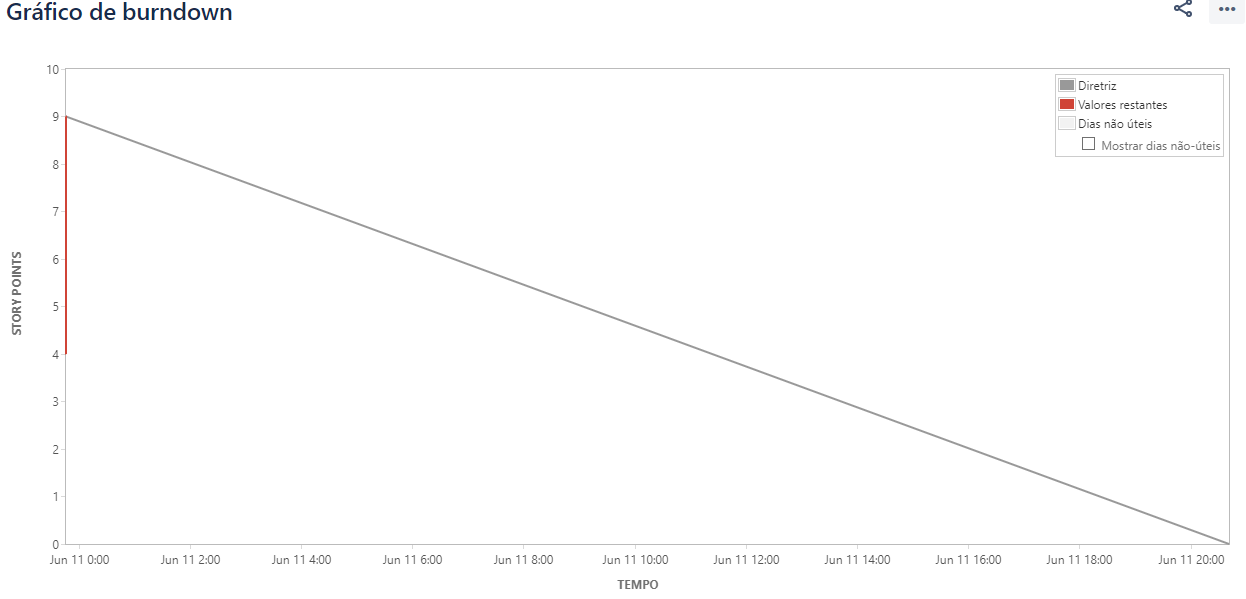 Gráfico de burndown
10
9
8
7
6
5
4
3
2
1
0
STORY POINTS
Diretriz
Valores restantes
Dias não úteis
Mostrar dias não-úteis
Jun 11 0:00
Jun 11 2:00
Jun 11 4:00
Jun 11 6:00
Jun 11 8:00
Jun 11 10:00
Jun 11 12:00
Jun 11 14:00
Jun 11 16:00
Jun 11 18:00
Jun 11 20:00
TEMPO